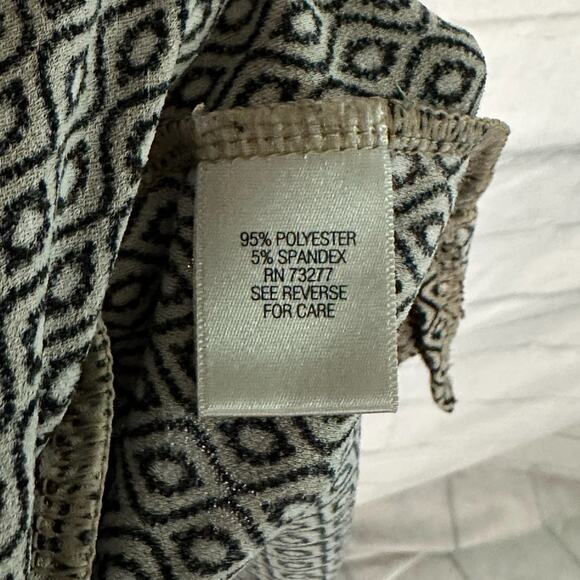 95% POLYESTER
5% SPANDEX
RN 73277
SEE REVERSE
FOR CARE